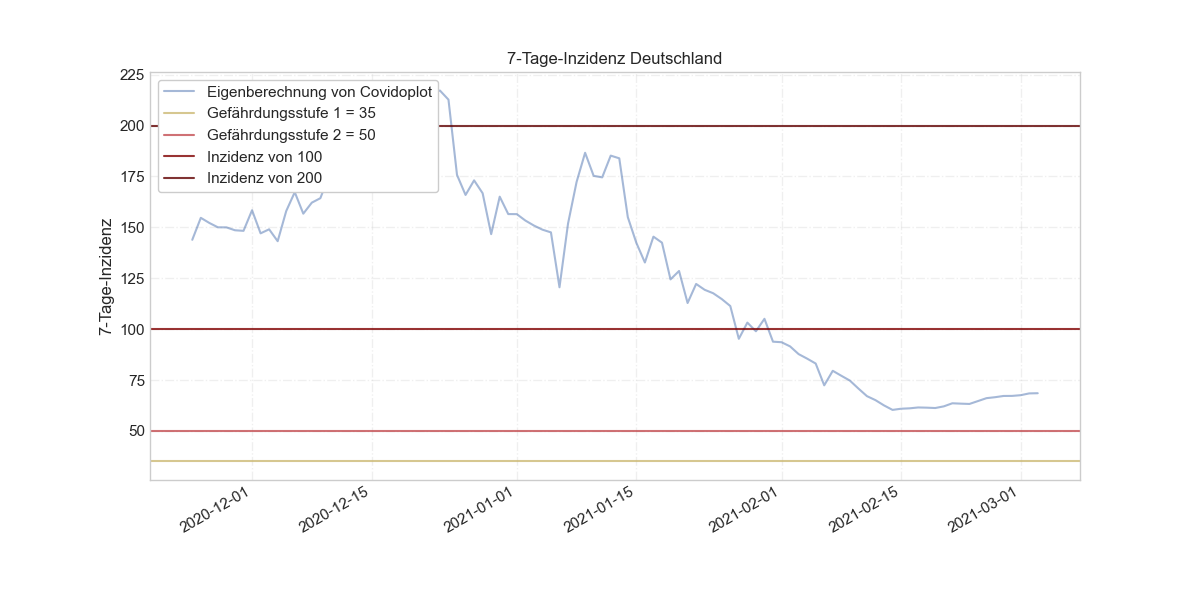 7-Tage-Inzidenz Deutschland
Eigenberechnung von Covidoplot
Gefährdungsstufe 1 = 35
Gefährdungsstufe 2 = 50
Inzidenz von 100
Inzidenz von 200
7-Tage-Inzidenz
225
200
175
150
125
100
75
50
2020-12-01
2020-12-15
2021-01-01
2021-01-15
2021-02-01
2021-02-15
2021-03-01